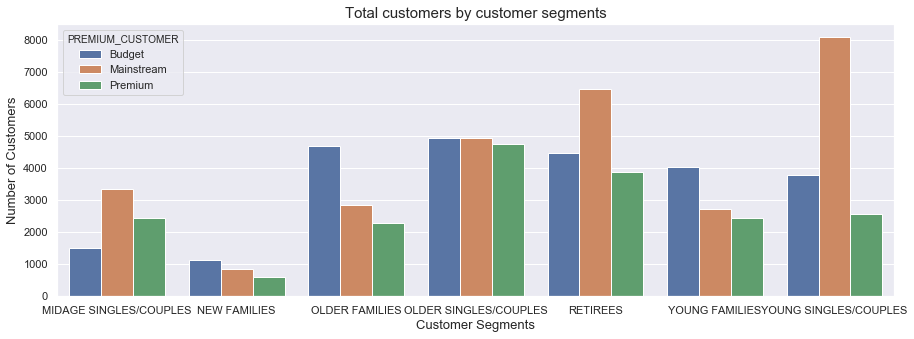 Total customers by customer segments
PREMIUM_CUSTOMER
Budget
Mainstream
Premium
Number of Customers
8000
7000
6000
5000
4000
3000
2000
1000
0
MIDAGE SINGLES/COUPLES NEW FAMILIES OLDER FAMILIES OLDER SINGLES/COUPLES RETIREES YOUNG FAMILIES YOUNG SINGLES/COUPLES
Customer Segments